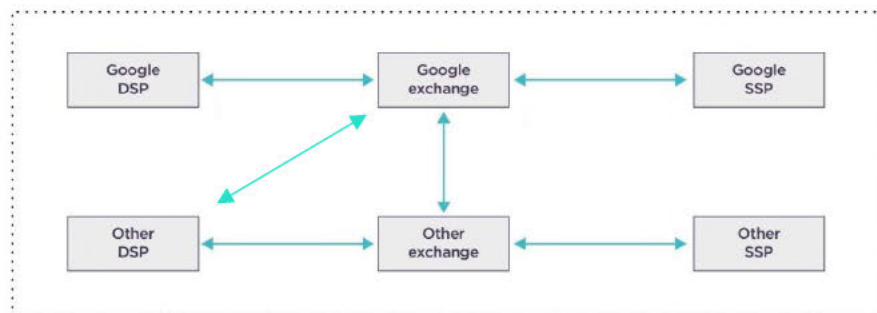 Google
DSP
Google
exchange
Google
SSP
Other
DSP
Other
exchange
Other
SSP